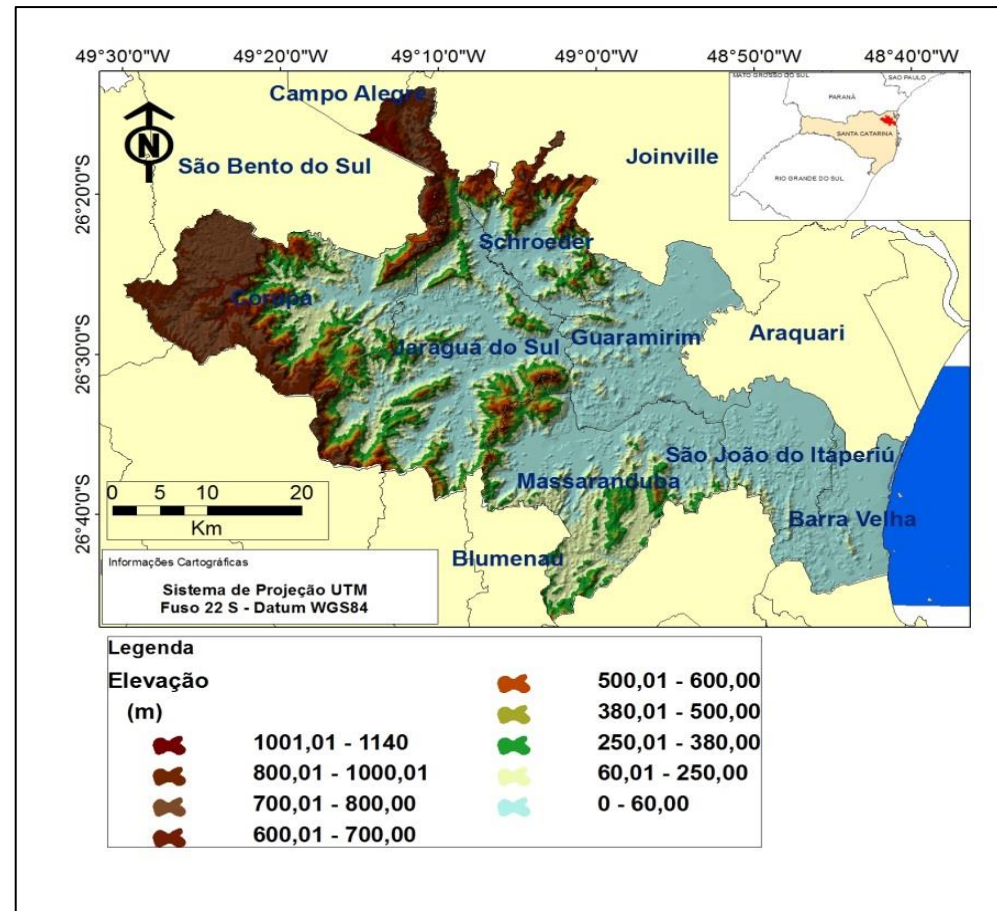 49°30'0"W 49°20'0"W 49°10'0"W 49°0'0"W 48°50'0"W 48°40'0"W
26°20'0"S
26°30'0"S
26°40'0"S
N
Campo Alegre
São Bento do Sul
Joinville
Schroeder
Corupá
Jaraguá do Sul
Guaramirim
Araquari
São João do Itaperiú
Massaranduba
Barra Velha
Blumenau
MATO GROSSO DO SUL
SAO PAULO
PARANÁ
SANTA CATARINA
RIO GRANDE DO SUL
0 5 10 20
Km
Informações Cartográficas
Sistema de Projeção UTM
Fuso 22 S - Datum WGS84
Legenda
Elevação
(m)
1001,01 - 1140
800,01 - 1000,01
700,01 - 800,00
600,01 - 700,00
500,01 - 600,00
380,01 - 500,00
250,01 - 380,00
60,01 - 250,00
0 - 60,00